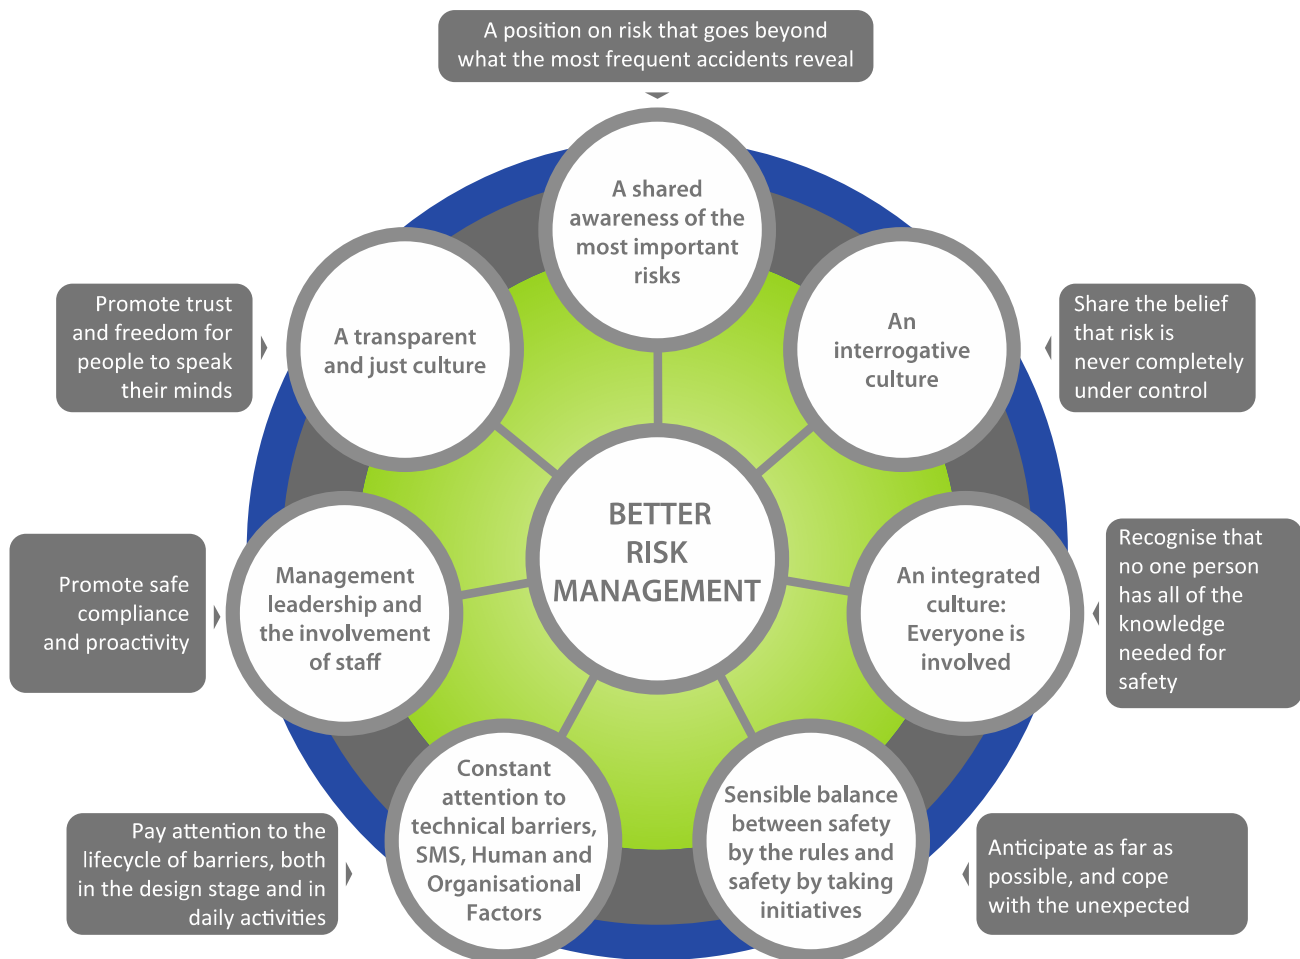 A position on risk that goes beyond
what the most frequent accidents reveal
A shared
awareness of the
most important
risks
Promote trust
and freedom for
people to speak
their minds
A transparent
and just culture
An
interrogative
culture
Share the belief
that risk is
never completely
under control
BETTER
RISK
MANAGEMENT
Promote safe
compliance
and proactivity
Management
leadership and
the involvement
of staff
An integrated
culture:
Everyone is
involved
Recognise that
no one person
has all of the
knowledge
needed for
safety
Pay attention to the
lifecycle of barriers, both
in the design stage and in
daily activities
Constant
attention to
technical barriers,
SMS, Human and
Organisational
Factors
Sensible balance
between safety
by the rules and
safety by taking
initiatives
Anticipate as far as
possible, and cope
with the unexpected